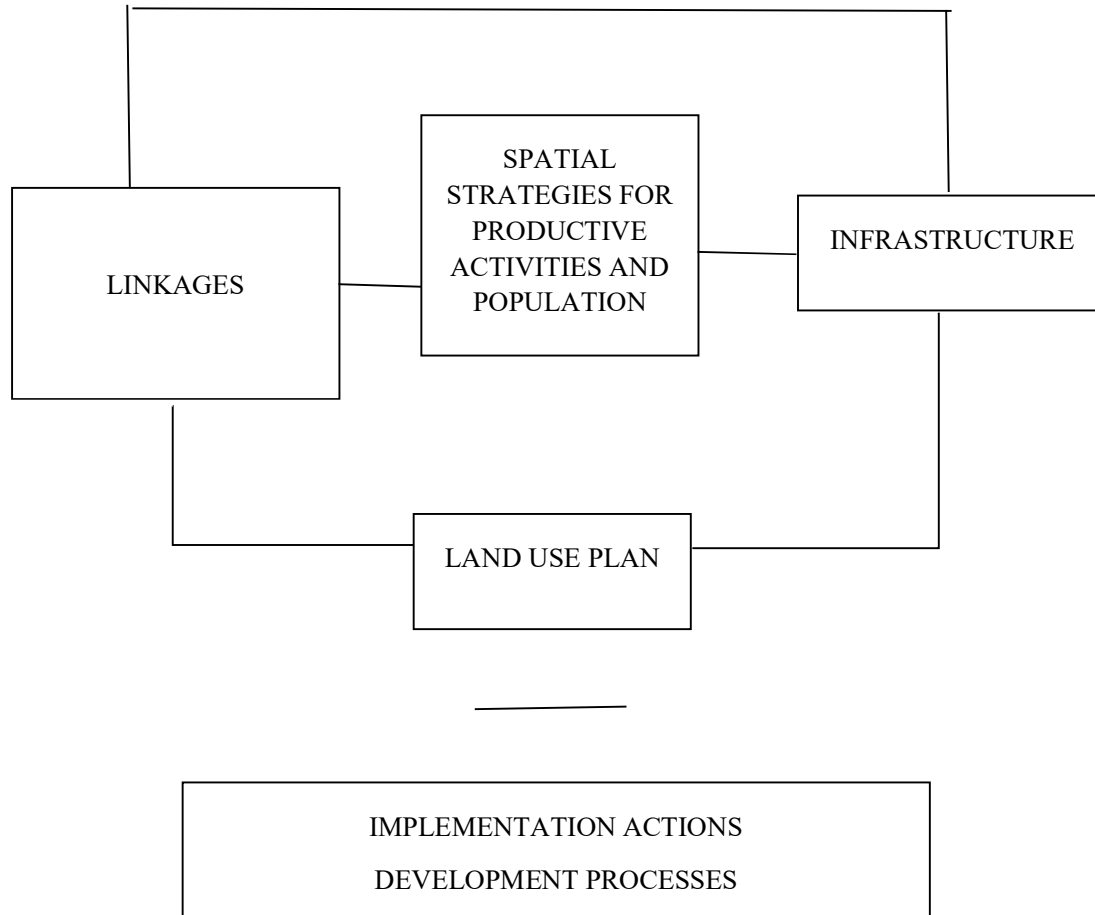 SPATIAL
STRATEGIES FOR
PRODUCTIVE
ACTIVITIES AND
POPULATION
LINKAGES
INFRASTRUCTURE
LAND USE PLAN
IMPLEMENTATION ACTIONS
DEVELOPMENT PROCESSES